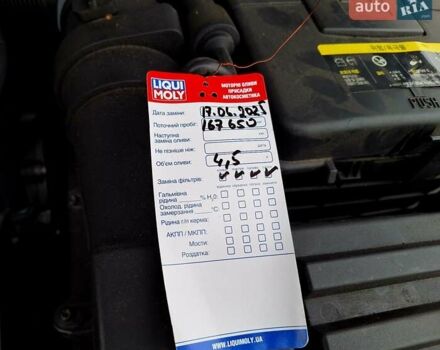 auto RIA
LIQUI MOLY
МОТОРНІ ОЛИВИ
ПРИСАДКИ
АВТОКОСМЕТИКА
Дата заміни: 17.06.2025
Поточний пробіг: 167 650
Наступна заміна оливи:
Не пізніше ніж:
Об'єм оливи: 4,5
Заміна фільтрів:
Гальмівна рідина % H₂O:
Охолод. рідина замерзання °C:
Рідина г/п керма:
АКПП / МКПП:
Мости:
Роздатка:
WWW.LIQUIMOLY.UA
PUSH